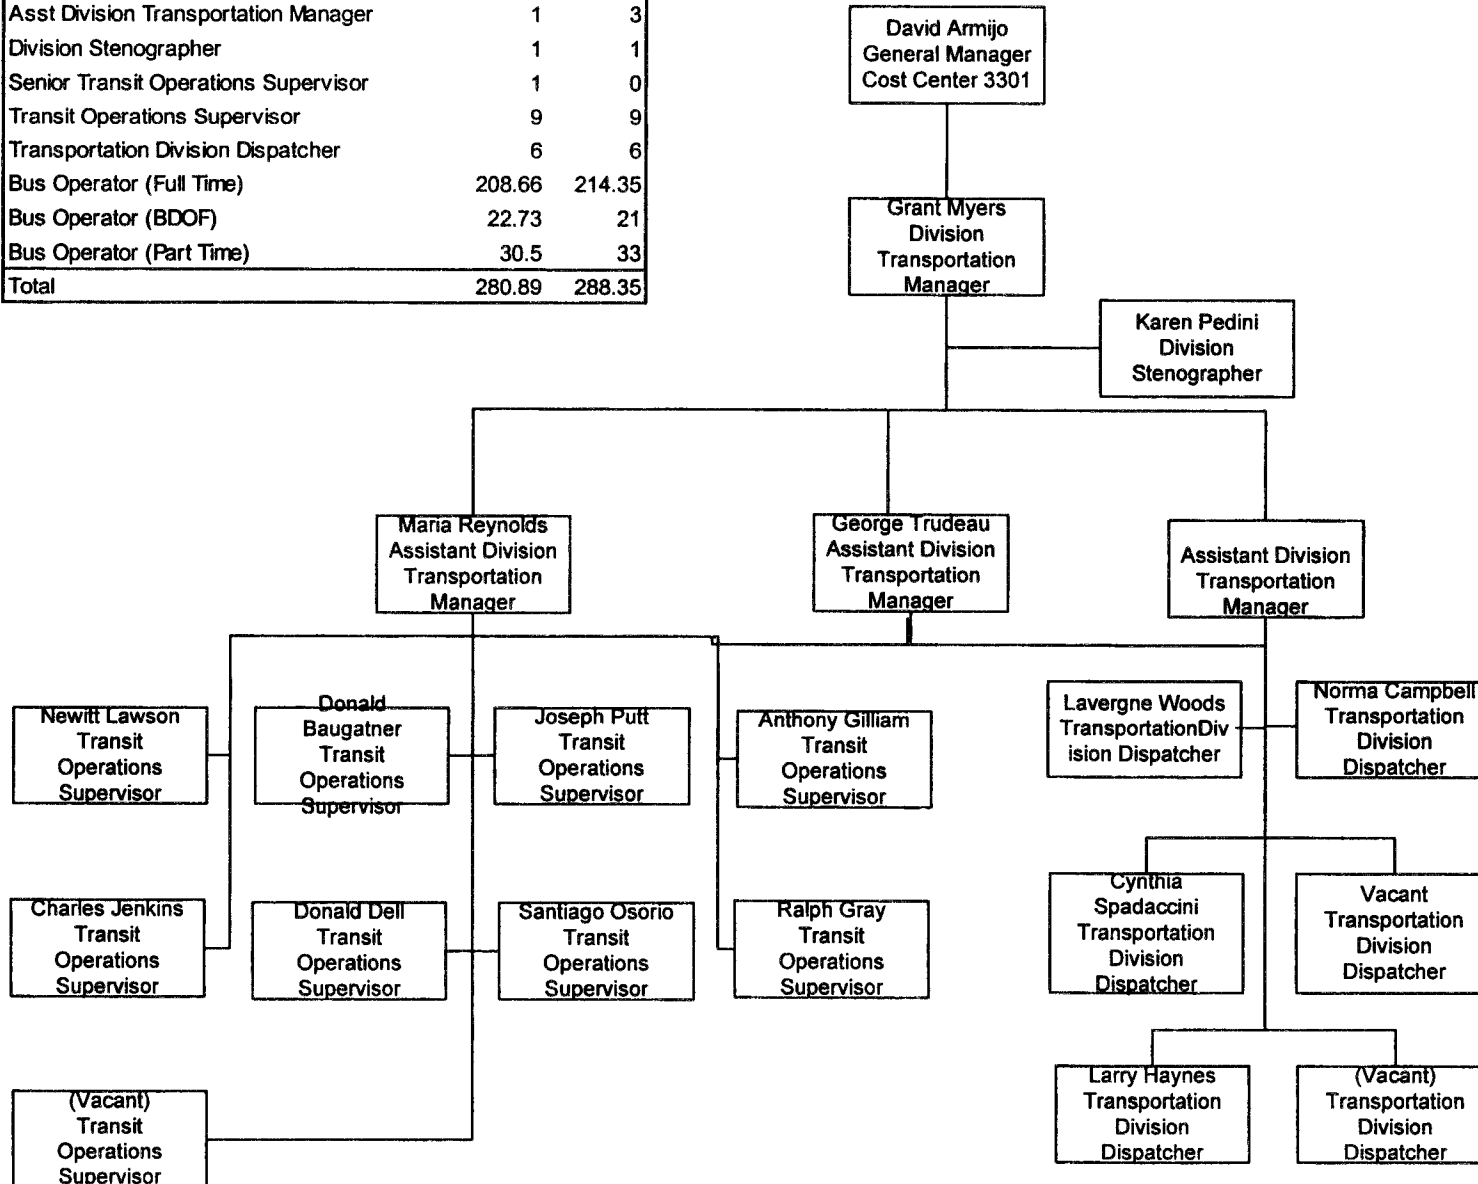 Asst Division Transportation Manager 1 3
Division Stenographer 1 1
Senior Transit Operations Supervisor 1 0
Transit Operations Supervisor 9 9
Transportation Division Dispatcher 6 6
Bus Operator (Full Time) 208.66 214.35
Bus Operator (BDOF) 22.73 21
Bus Operator (Part Time) 30.5 33
Total 280.89 288.35
David Armijo
General Manager
Cost Center 3301
Grant Myers
Division
Transportation
Manager
Karen Pedini
Division
Stenographer
Maria Reynolds
Assistant Division
Transportation
Manager
George Trudeau
Assistant Division
Transportation
Manager
Assistant Division
Transportation
Manager
Newitt Lawson
Transit
Operations
Supervisor
Donald
Baugatner
Transit
Operations
Supervisor
Joseph Putt
Transit
Operations
Supervisor
Anthony Gilliam
Transit
Operations
Supervisor
Lavergne Woods
TransportationDiv
ision Dispatcher
Norma Campbell
Transportation
Division
Dispatcher
Charles Jenkins
Transit
Operations
Supervisor
Donald Dell
Transit
Operations
Supervisor
Santiago Osorio
Transit
Operations
Supervisor
Ralph Gray
Transit
Operations
Supervisor
Cynthia
Spadaccini
Transportation
Division
Dispatcher
Vacant
Transportation
Division
Dispatcher
(Vacant)
Transit
Operations
Supervisor
Larry Haynes
Transportation
Division
Dispatcher
(Vacant)
Transportation
Division
Dispatcher